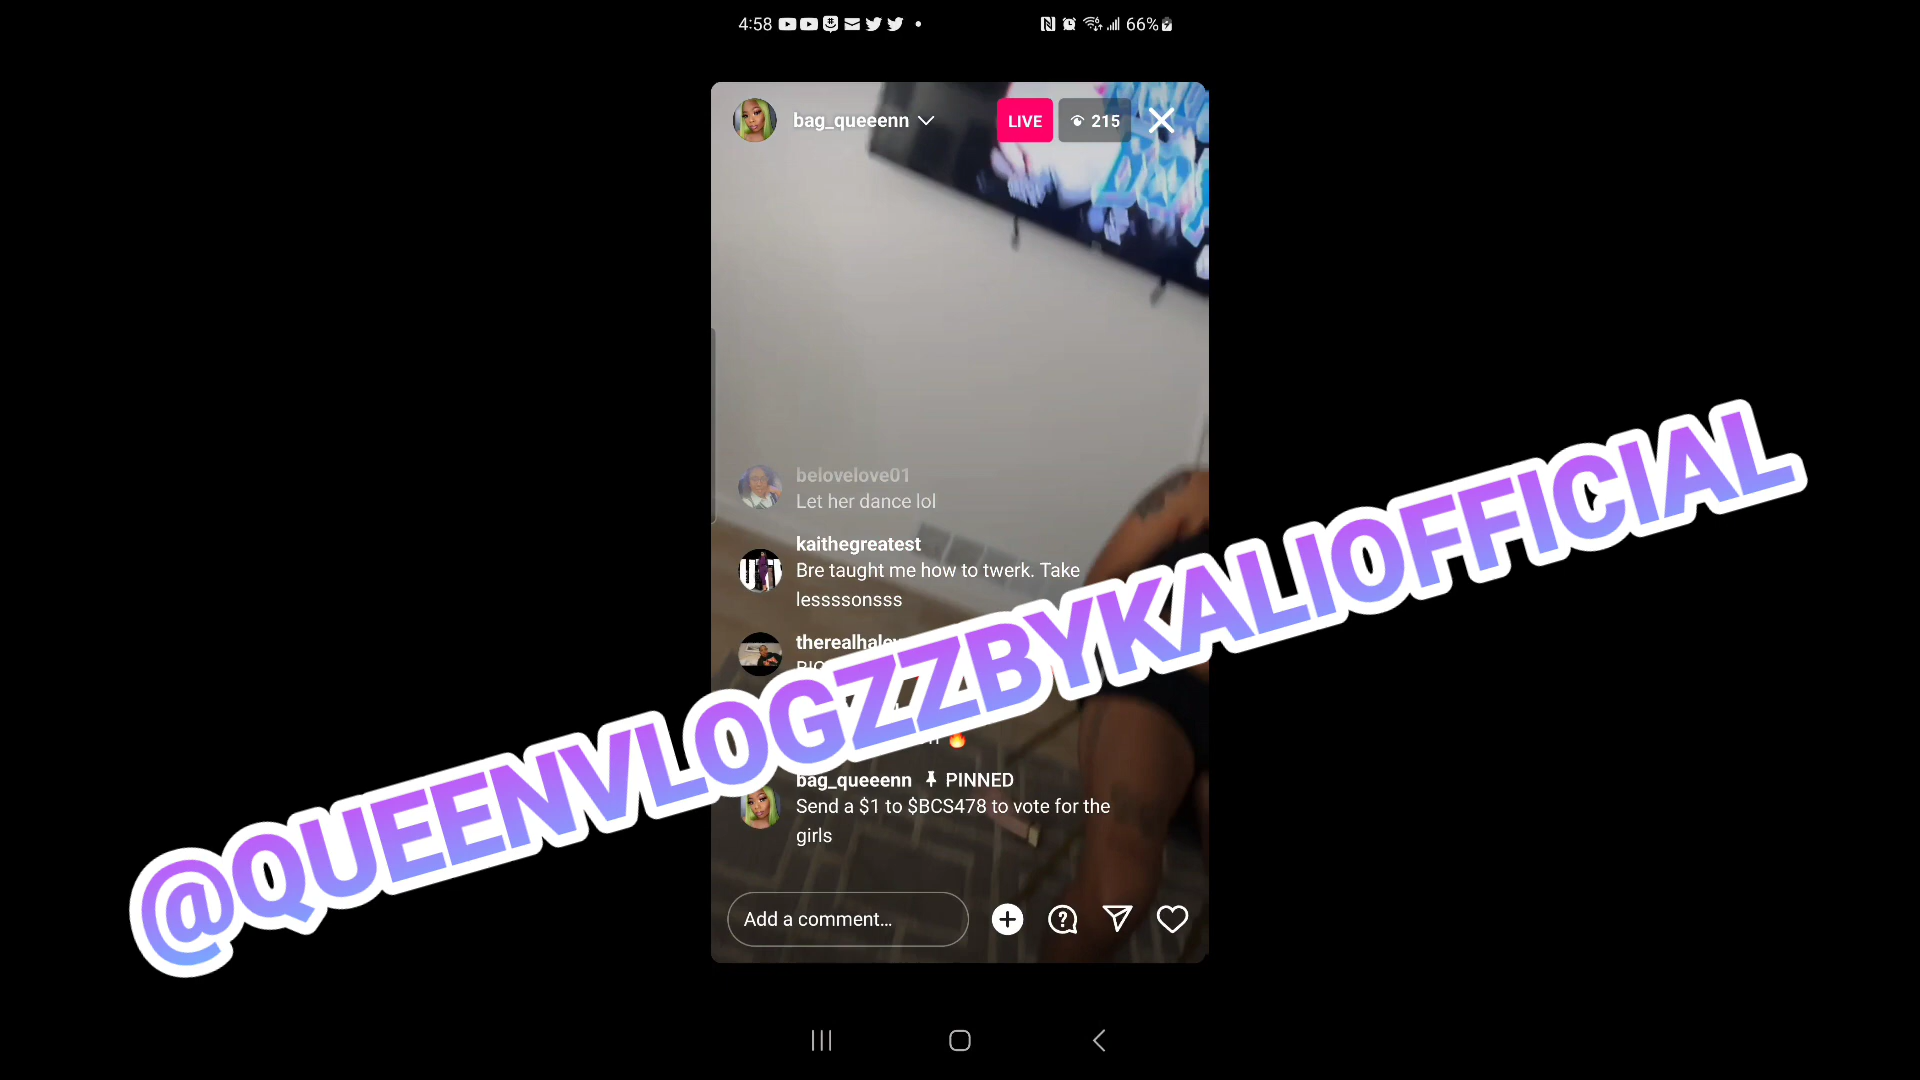 4:58
66%
bag_queeenn
LIVE
215
belovelove01
Let her dance lol
kaithegreatest
Bre taught me how to twerk. Take
lessssonsss
@QUEENVLOGZZBYKALIOFFICIAL
bag_queeenn PINNED
Send a $1 to $BCS478 to vote for the
girls
Add a comment...